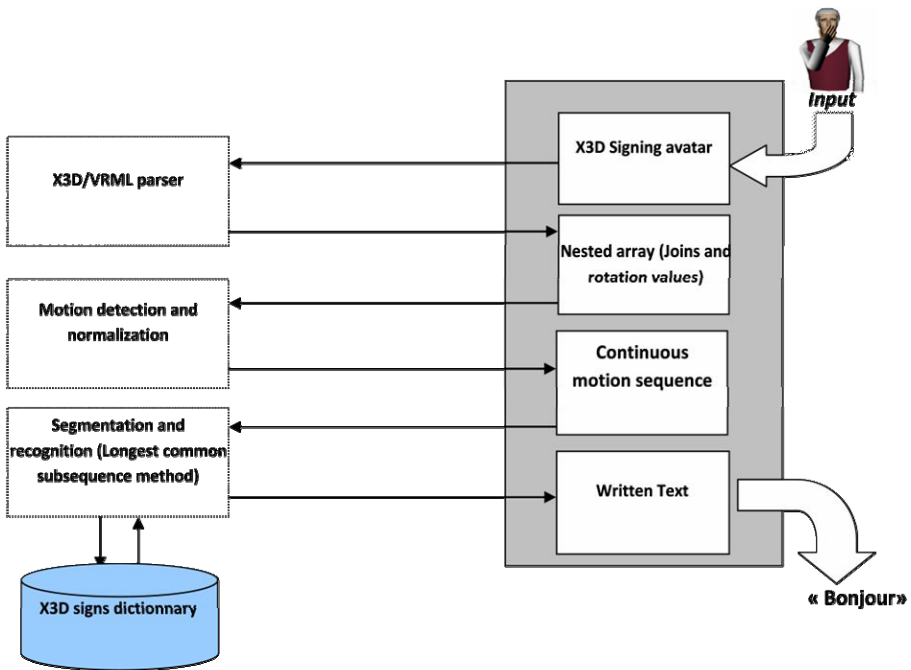 Input
X3D Signing avatar
X3D/VRML parser
Nested array (Joins and
rotation values)
Motion detection and
normalization
Continuous
motion sequence
Segmentation and
recognition (Longest common
subsequence method)
Written Text
X3D signs dictionnary
« Bonjour»